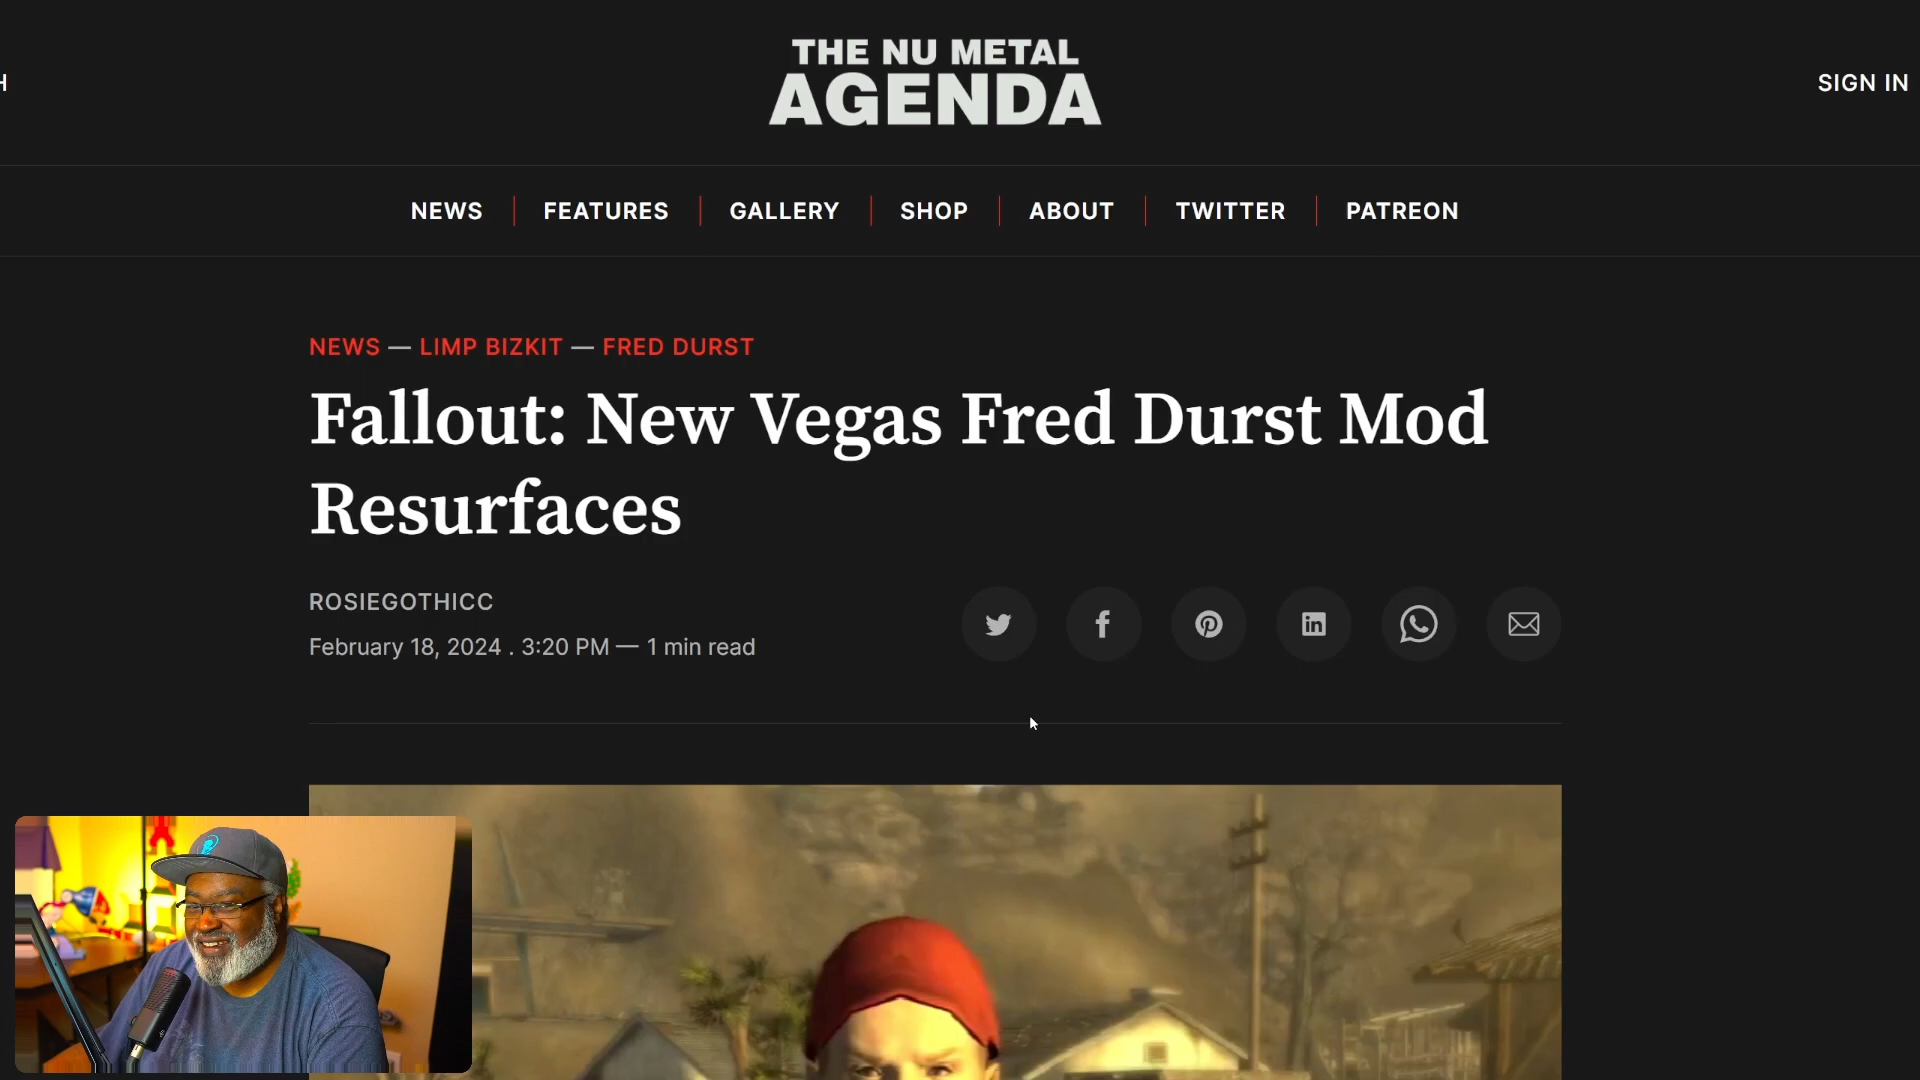 H
THE NU METAL
AGENDA
SIGN IN
NEWS
FEATURES
GALLERY
SHOP
ABOUT
TWITTER
PATREON
NEWS — LIMP BIZKIT — FRED DURST
Fallout: New Vegas Fred Durst Mod
Resurfaces
ROSIEGOTHICC
February 18, 2024 . 3:20 PM — 1 min read